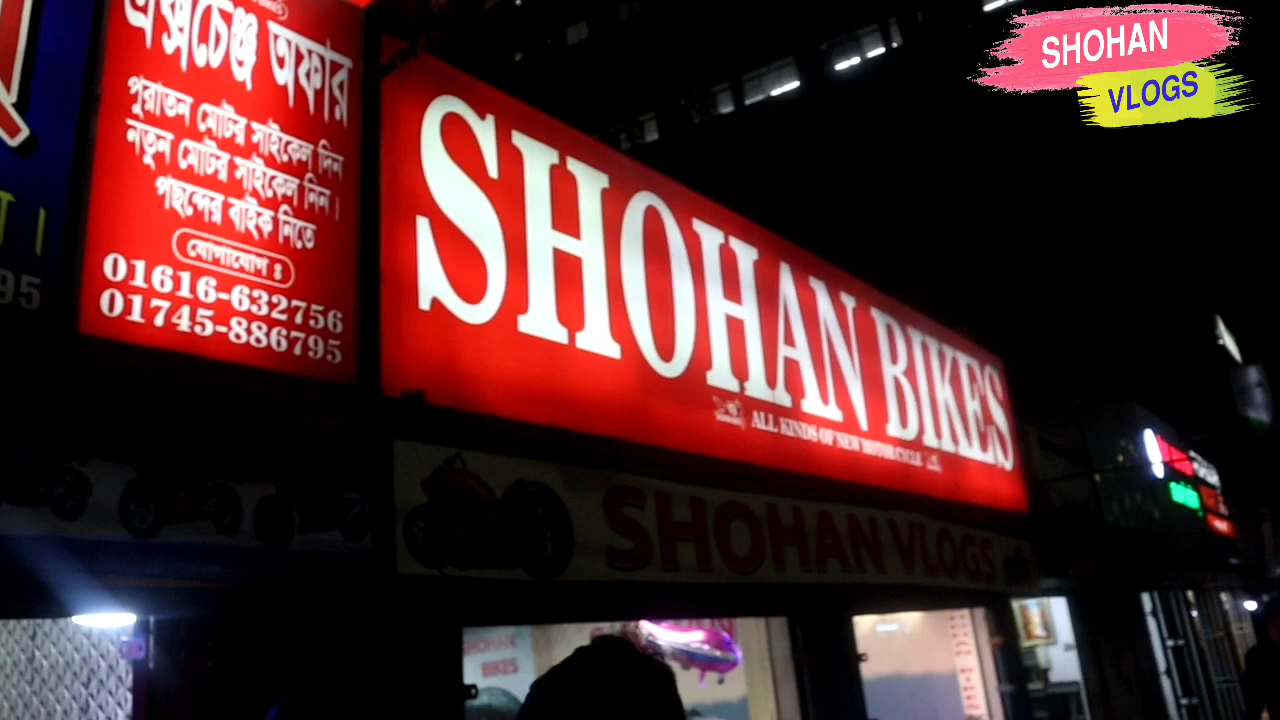 এক্সচেঞ্জ অফার
পুরাতন মোটর সাইকেল দিন
নতুন মোটর সাইকেল নিন।
পছন্দের বাইক নিতে
যোগাযোগ ঃ
01616-632756
01745-886795
95
SHOHAN BIKES
ALL KINDS OF NEW MOTOR CYCLE
SHOHAN VLOGS
SHOHAN
BIKES
SHOHAN
VLOGS